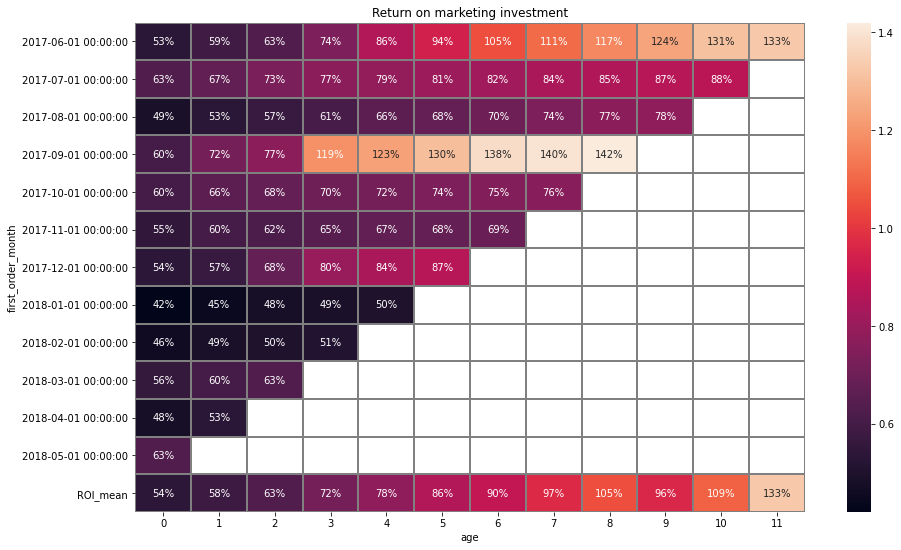 Return on marketing investment
2017-06-01 00:00:00 53% 59% 63% 74% 86% 94% 105% 111% 117% 124% 131% 133%
2017-07-01 00:00:00 63% 67% 73% 77% 79% 81% 82% 84% 85% 87% 88%
2017-08-01 00:00:00 49% 53% 57% 61% 66% 68% 70% 74% 77% 78%
2017-09-01 00:00:00 60% 72% 77% 119% 123% 130% 138% 140% 142%
2017-10-01 00:00:00 60% 66% 68% 70% 72% 74% 75% 76%
2017-11-01 00:00:00 55% 60% 62% 65% 67% 68% 69%
2017-12-01 00:00:00 54% 57% 68% 80% 84% 87%
2018-01-01 00:00:00 42% 45% 48% 49% 50%
2018-02-01 00:00:00 46% 49% 50% 51%
2018-03-01 00:00:00 56% 60% 63%
2018-04-01 00:00:00 48% 53%
2018-05-01 00:00:00 63%
ROI_mean 54% 58% 63% 72% 78% 86% 90% 97% 105% 96% 109% 133%
0 1 2 3 4 5 6 7 8 9 10 11
age
first_order_month
1.4
1.2
1.0
0.8
0.6